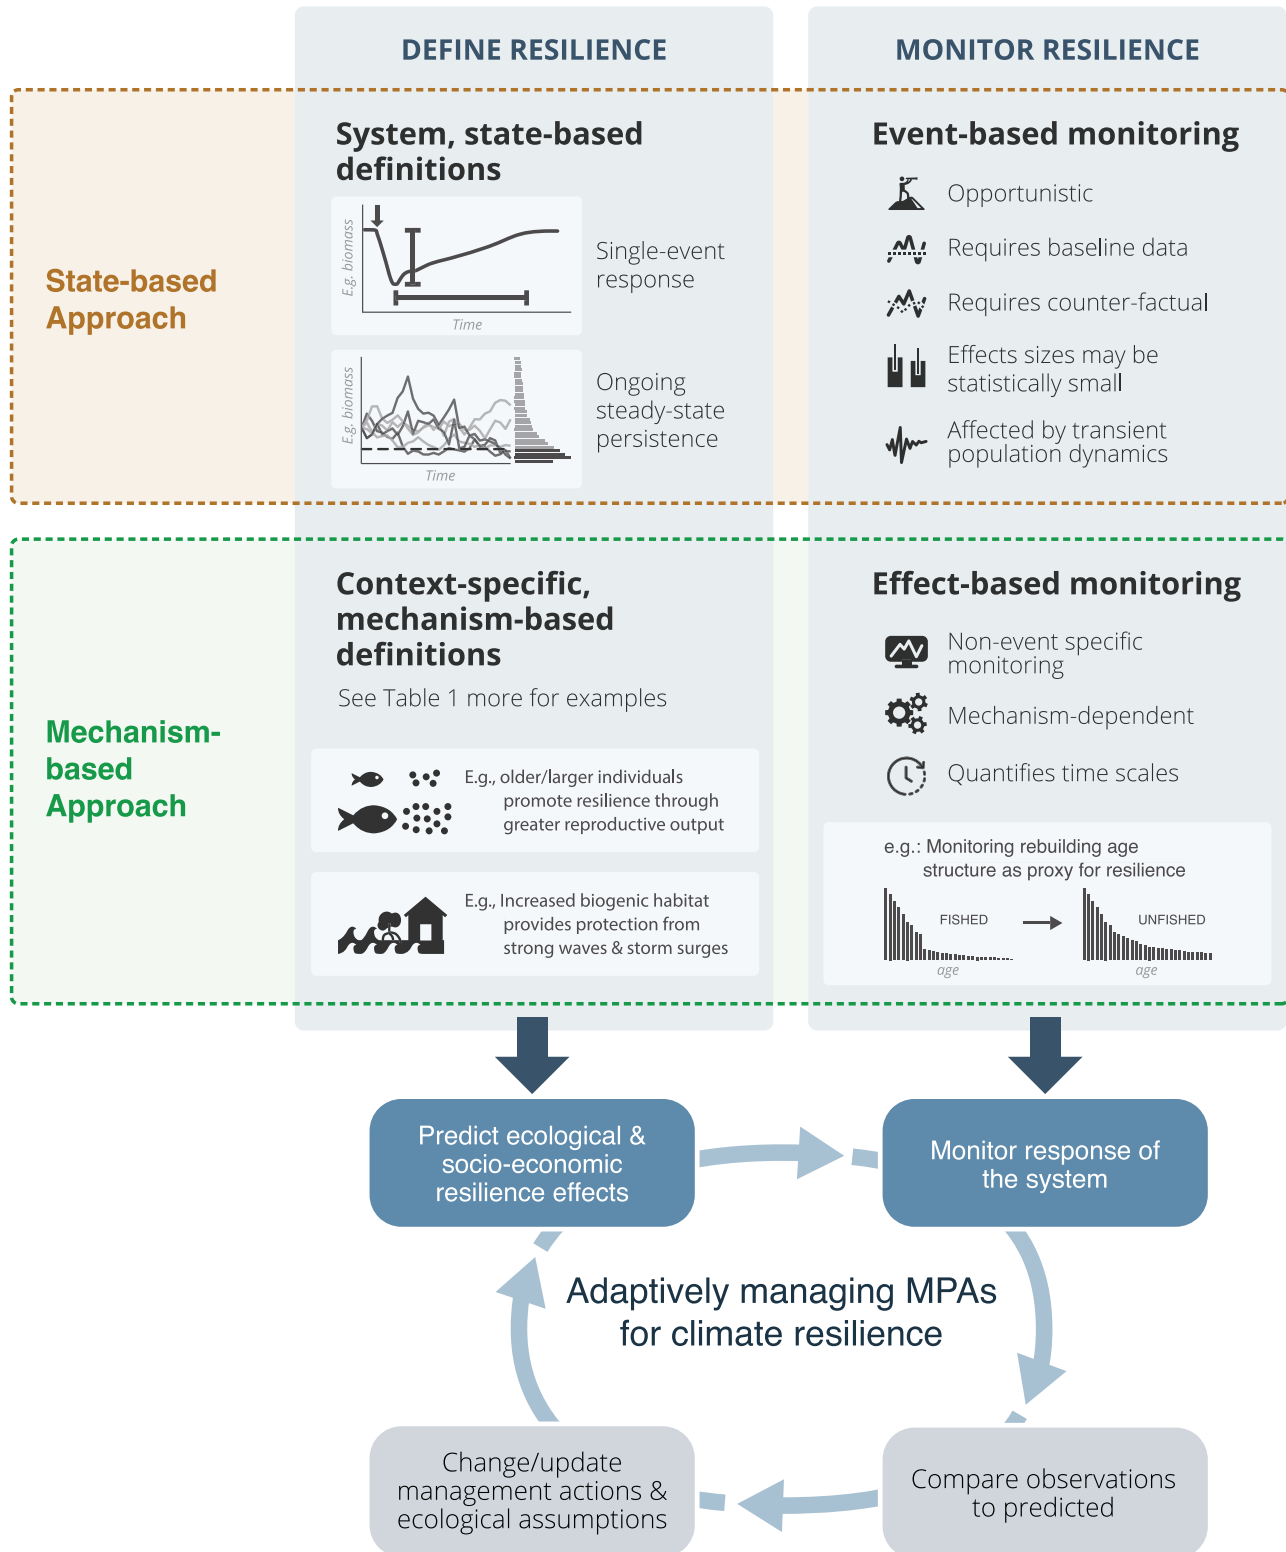 DEFINE RESILIENCE
MONITOR RESILIENCE
State-based
Approach
System, state-based
definitions
E.g. biomass
Time
Single-event
response
E.g. biomass
Time
Ongoing
steady-state
persistence
Event-based monitoring
Opportunistic
Requires baseline data
Requires counter-factual
Effects sizes may be
statistically small
Affected by transient
population dynamics
Mechanism-
based
Approach
Context-specific,
mechanism-based
definitions
See Table 1 more for examples
E.g., older/larger individuals
promote resilience through
greater reproductive output
E.g., Increased biogenic habitat
provides protection from
strong waves & storm surges
Effect-based monitoring
Non-event specific
monitoring
Mechanism-dependent
Quantifies time scales
e.g.: Monitoring rebuilding age
structure as proxy for resilience
FISHED
UNFISHED
age
age
Predict ecological &
socio-economic
resilience effects
Monitor response of
the system
Adaptively managing MPAs
for climate resilience
Change/update
management actions &
ecological assumptions
Compare observations
to predicted